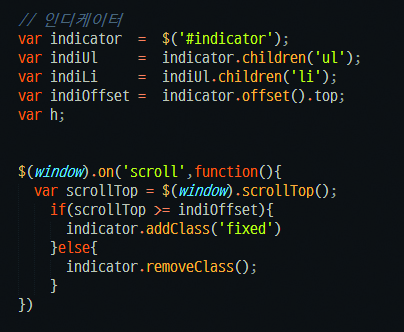 // 인디케이터
var indicator  =  $('#indicator');
var indiUl     =  indicator.children('ul');
var indiLi     =  indiUl.children('li');
var indiOffset =  indicator.offset().top;
var h;
$(window).on('scroll',function(){
  var scrollTop = $(window).scrollTop();
    if(scrollTop >= indiOffset){
      indicator.addClass('fixed')
    }else{
      indicator.removeClass();
    }
})